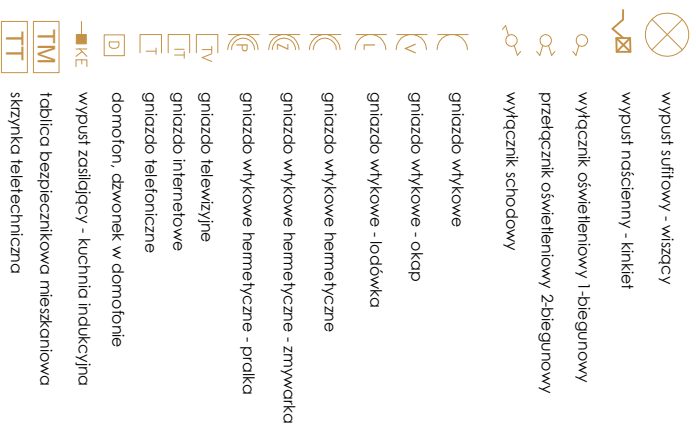 wypust sufitowy - wiszący
wypust naścienny - kinkiet
wyłącznik oświetleniowy 1-biegunowy
przełącznik oświetleniowy 2-biegunowy
wyłącznik schodowy
gniazdo wtykowe
V gniazdo wtykowe - okap
L gniazdo wtykowe - lodówka
gniazdo wtykowe hermetyczne
Z gniazdo wtykowe hermetyczne - zmywarka
P gniazdo wtykowe hermetyczne - pralka
TV gniazdo telewizyjne
IT gniazdo internetowe
T gniazdo telefoniczne
D domofon, dzwonek w domofonie
KE wypust zasilający - kuchnia indukcyjna
TM tablica bezpiecznikowa mieszkaniowa
TT skrzynka teletechniczna